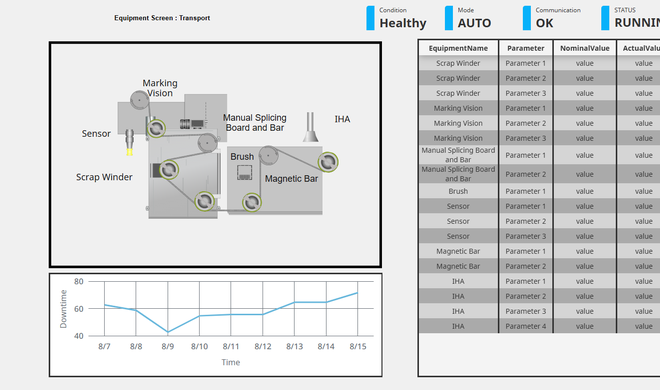 Equipment Screen : Transport
Condition
Healthy
Mode
AUTO
Communication
OK
STATUS
Marking
Vision
Manual Splicing
Board and Bar
IHA
Sensor
Brush
Scrap Winder
Magnetic Bar
80
60
40
Downtime
8/7 8/8 8/9 8/10 8/11 8/12 8/13 8/14 8/15
Time
EquipmentName Parameter NominalValue
Scrap Winder Parameter 1 value value
Scrap Winder Parameter 2 value value
Scrap Winder Parameter 3 value value
Marking Vision Parameter 1 value value
Marking Vision Parameter 2 value value
Marking Vision Parameter 3 value value
Manual Splicing Board
and Bar Parameter 1 value value
Manual Splicing Board
and Bar Parameter 2 value value
Brush Parameter 1 value value
Sensor Parameter 1 value value
Sensor Parameter 2 value value
Sensor Parameter 3 value value
Magnetic Bar Parameter 1 value value
Magnetic Bar Parameter 2 value value
IHA Parameter 1 value value
IHA Parameter 2 value value
IHA Parameter 3 value value
IHA Parameter 4 value value